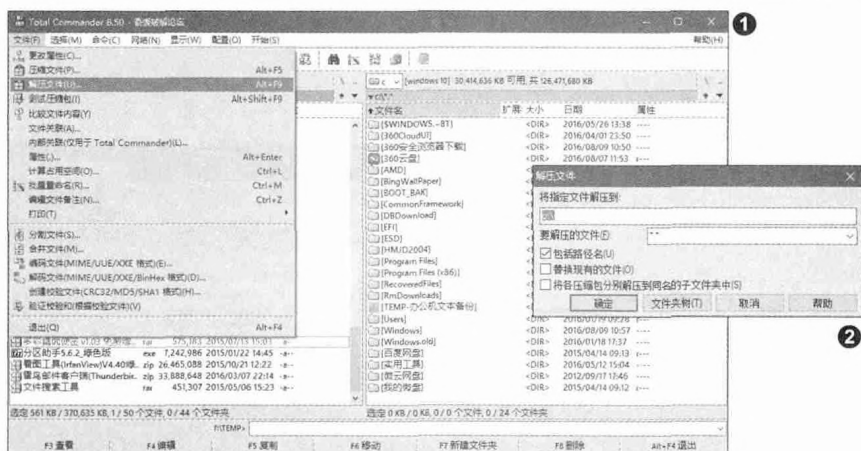 Total Commander 8.50
❶
文件(F) 选择(M) 命令(C) 网络(N) 显示(W) 配置(O) 开始(S) 帮助(H)
更改属性(C)...
压缩文件(P)... Alt+F5
解压文件(U)... Alt+F9
测试压缩包(I) Alt+Shift+F9
比较文件内容(Y)
文件关联(A)...
内部关联(仅用于 Total Commander)(L)...
属性(.)... Alt+Enter
计算占用空间(O)... Ctrl+L
批量重命名(R)... Ctrl+M
编辑文件备注(N)... Ctrl+Z
打印(T)
分割文件(S)...
合并文件(M)...
编码文件(MIME/UUE/XXE 格式)(E)...
解码文件(MIME/UUE/XXE/BinHex 格式)(D)...
创建校验文件(CRC32/MD5/SHA1 格式)(H)...
验证校验和(根据校验文件)(V)
退出(Q) Alt+F4
rar 575,183 2015/07/13 15:01 -a--
分区助手5.6.2_绿色版 exe 7,242,986 2015/01/22 14:45 -a--
看图工具(IrfanView)V4.40绿.. zip 26,465,088 2015/10/21 12:22 -a--
雷鸟邮件客户端(Thunderbir.. zip 33,888,648 2016/03/07 22:14 -a--
文件搜索工具 rar 451,307 2015/05/06 15:23 -a--
选定 561 KB / 370,635 KB, 1 / 50 个文件, 0 / 44 个文件夹
c [windows10] 30,414,636 KB 可用, 共 126,471,680 KB
c:\*.*
文件名 扩展 大小 日期 属性
[$WINDOWS.~BT] <DIR> 2016/05/26 13:38 ----
[360CloudUI] <DIR> 2016/04/01 23:50 ----
[360安全浏览器下载] <DIR> 2016/08/09 10:50 ----
[360云盘] <DIR> 2016/08/07 11:53 r---
[AMD]
[BingWallPaper]
[BOOT_BAK]
[CommonFramework]
[DBDownload]
[EFI]
[ESD]
[HMJD2004]
[Program Files]
[Program Files (x86)]
[RecoveredFiles]
[RmDownloads]
[TEMP-办公机文本备份]
[Users] <DIR>
[Windows] <DIR> 2016/08/09 10:57 ----
[Windows.old] <DIR> 2016/01/18 17:37 ----
[百度网盘] <DIR> 2015/04/14 09:13 ----
[实用工具] <DIR> 2016/05/12 15:04 ----
[微云网盘] <DIR> 2012/09/17 12:46 ----
[我的微盘] <DIR> 2015/04/14 09:12 r---
选定 0 KB / 0 KB, 0 / 0 个文件, 0 / 24 个文件夹
解压文件
将指定文件解压到:
要解压的文件(F): *.*
包括路径名(U)
替换现有的文件(O)
将各压缩包分别解压到同名的子文件夹中(S)
确定 文件夹树(T) 取消 帮助
❷
F:\TEMP>
F3 查看 F4 编辑 F5 复制 F6 移动 F7 新建文件夹 F8 删除 Alt+F4 退出